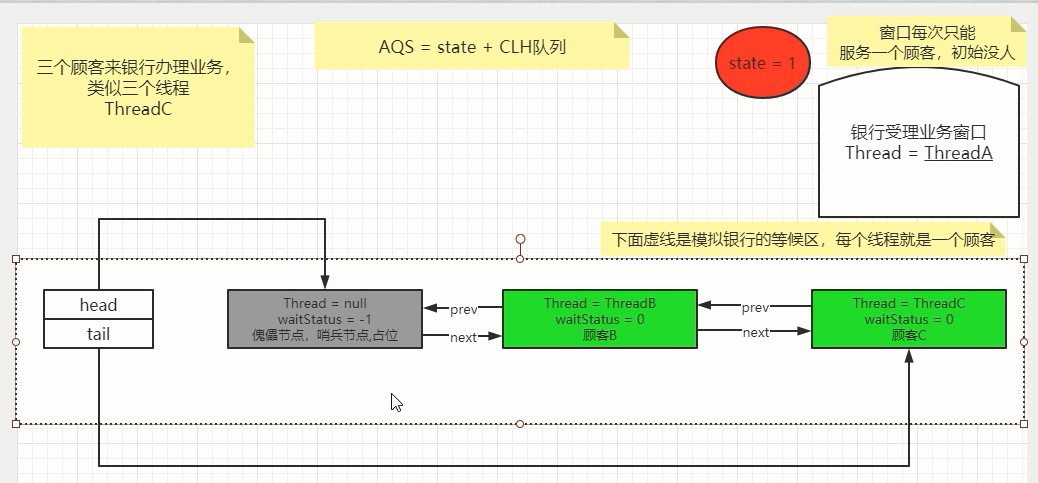 三个顾客来银行办理业务，
类似三个线程
ThreadC
AQS = state + CLH队列
state = 1
窗口每次只能
服务一个顾客，初始没人
银行受理业务窗口
Thread = ThreadA
下面虚线是模拟银行的等候区，每个线程就是一个顾客
head
tail
Thread = null
waitStatus = -1
傀儡节点，哨兵节点,占位
prev
next
Thread = ThreadB
waitStatus = 0
顾客B
prev
next
Thread = ThreadC
waitStatus = 0
顾客C